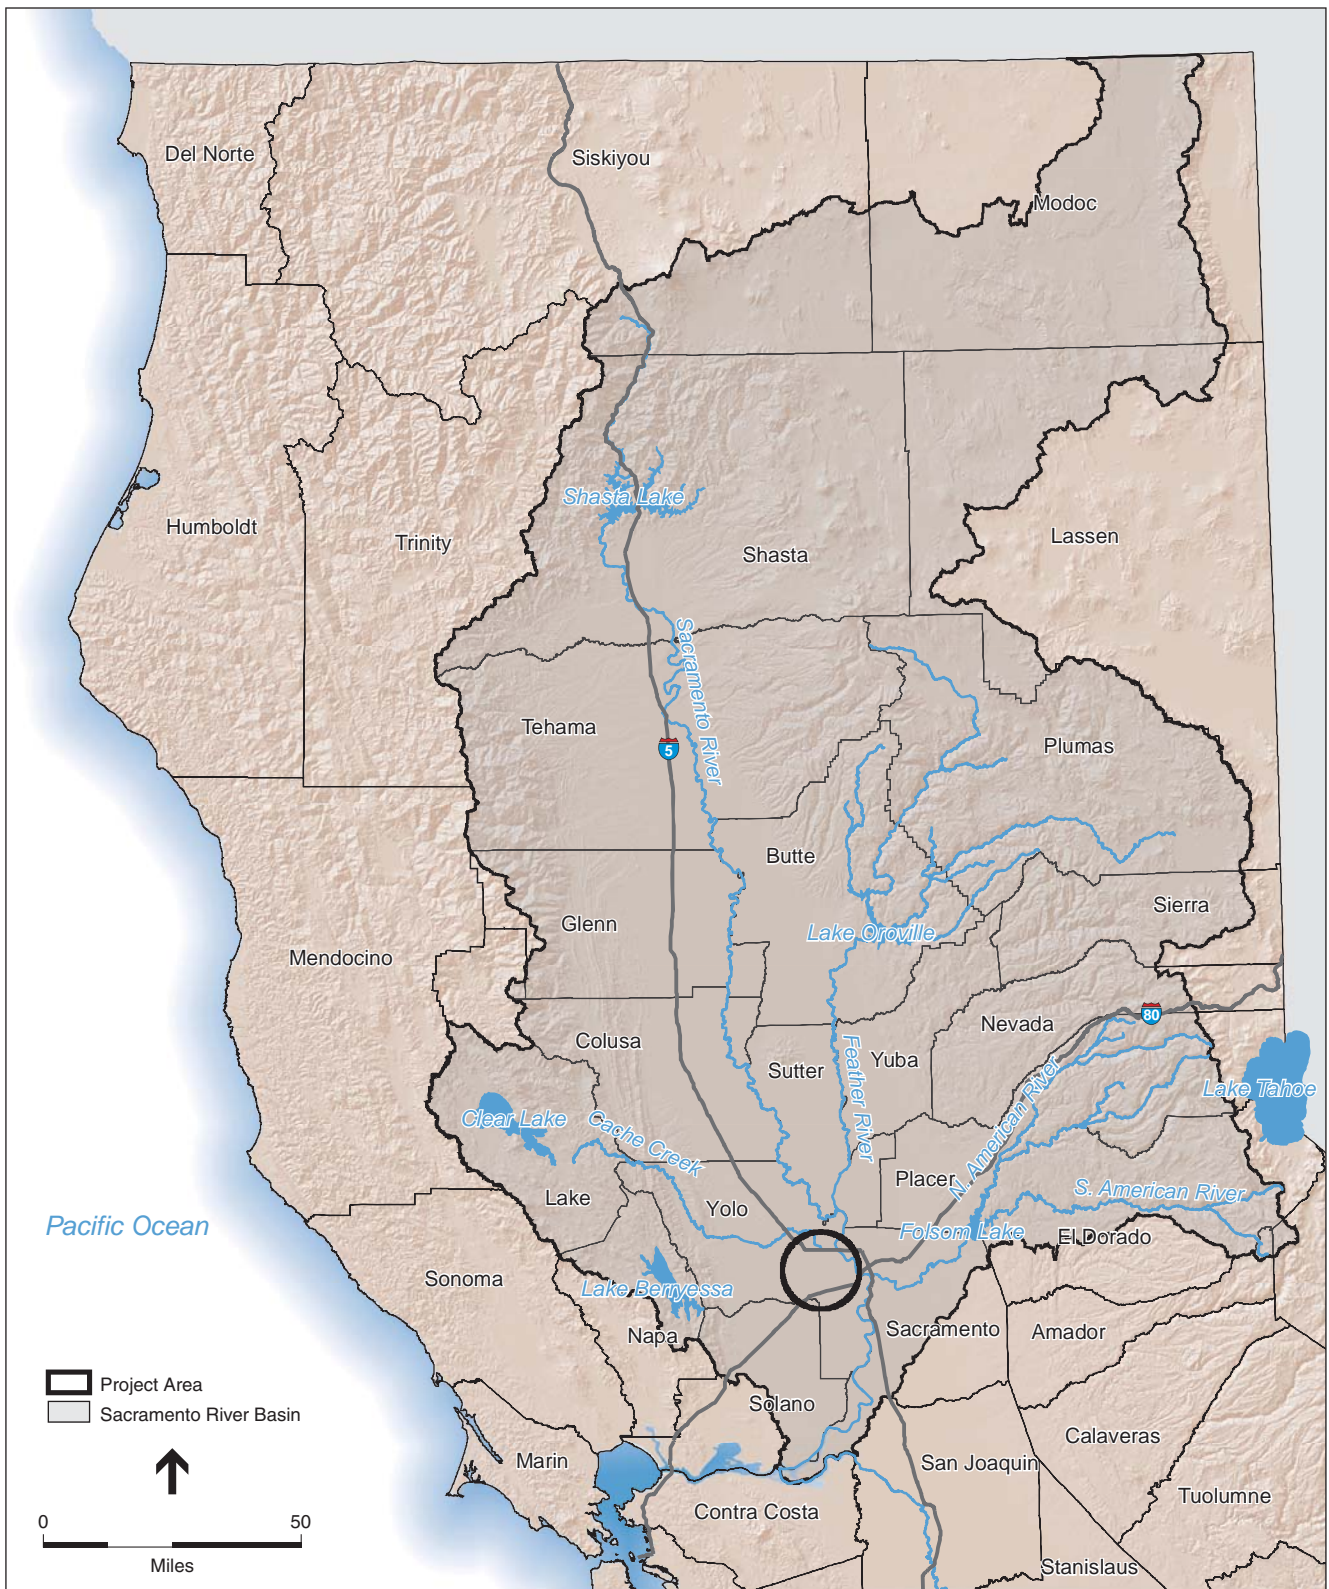 Del Norte
Siskiyou
Modoc
Shasta Lake
Humboldt
Trinity
Shasta
Lassen
Sacramento River
Tehama
5
Plumas
Butte
Glenn
Lake Oroville
Sierra
Mendocino
Colusa
Nevada
80
Sutter
Feather River
Yuba
Lake Tahoe
Clear Lake
Cache Creek
N. American River
Placer
S. American River
Lake
Yolo
Pacific Ocean
Folsom Lake
El Dorado
Sonoma
Lake Berryessa
Napa
Sacramento
Amador
Project Area
Sacramento River Basin
Solano
Calaveras
Marin
San Joaquin
Contra Costa
Tuolumne
0 50
Miles
Stanislaus